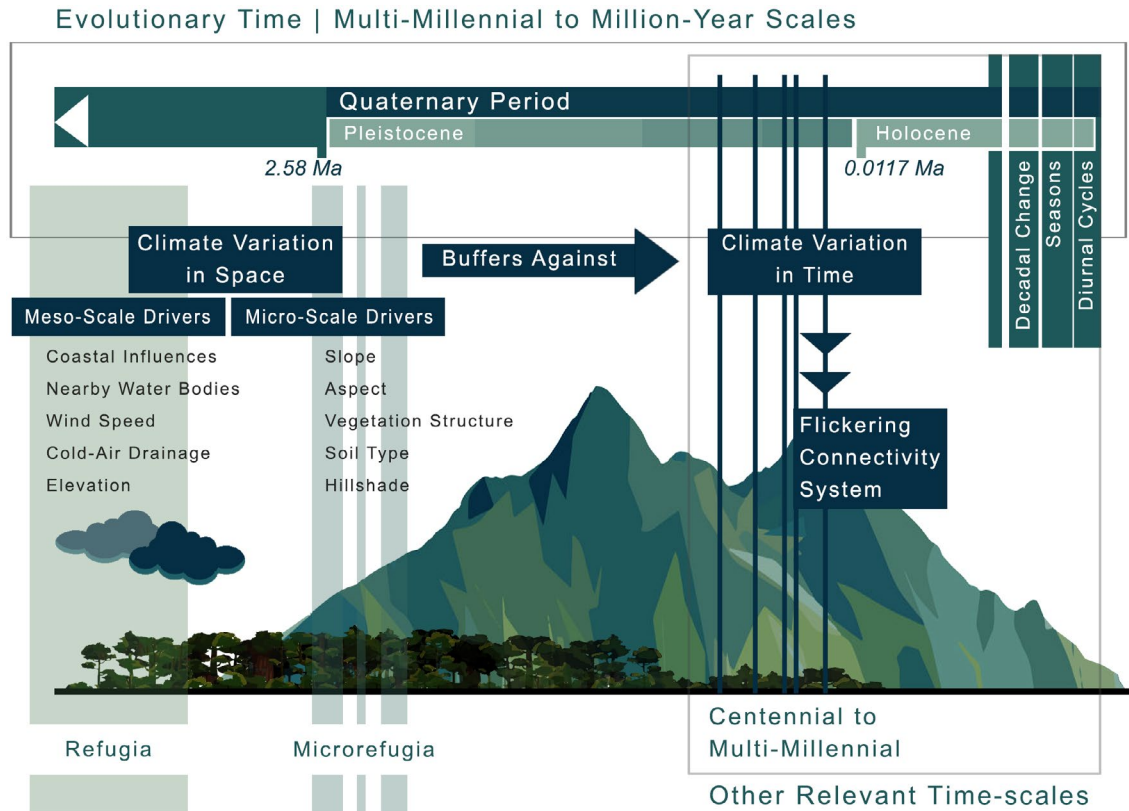 Evolutionary Time | Multi-Millennial to Million-Year Scales
Quaternary Period
Pleistocene
Holocene
2.58 Ma
0.0117 Ma
Decadal Change
Seasons
Diurnal Cycles
Climate Variation
in Space
Buffers Against
Climate Variation
in Time
Meso-Scale Drivers
Coastal Influences
Nearby Water Bodies
Wind Speed
Cold-Air Drainage
Elevation
Micro-Scale Drivers
Slope
Aspect
Vegetation Structure
Soil Type
Hillshade
Flickering
Connectivity
System
Refugia
Microrefugia
Centennial to
Multi-Millennial
Other Relevant Time-scales